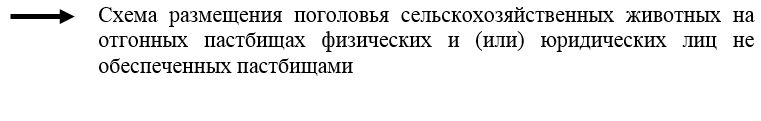 Схема размещения поголовья сельскохозяйственных животных на
отгонных пастбищах физических и (или) юридических лиц не
обеспеченных пастбищами